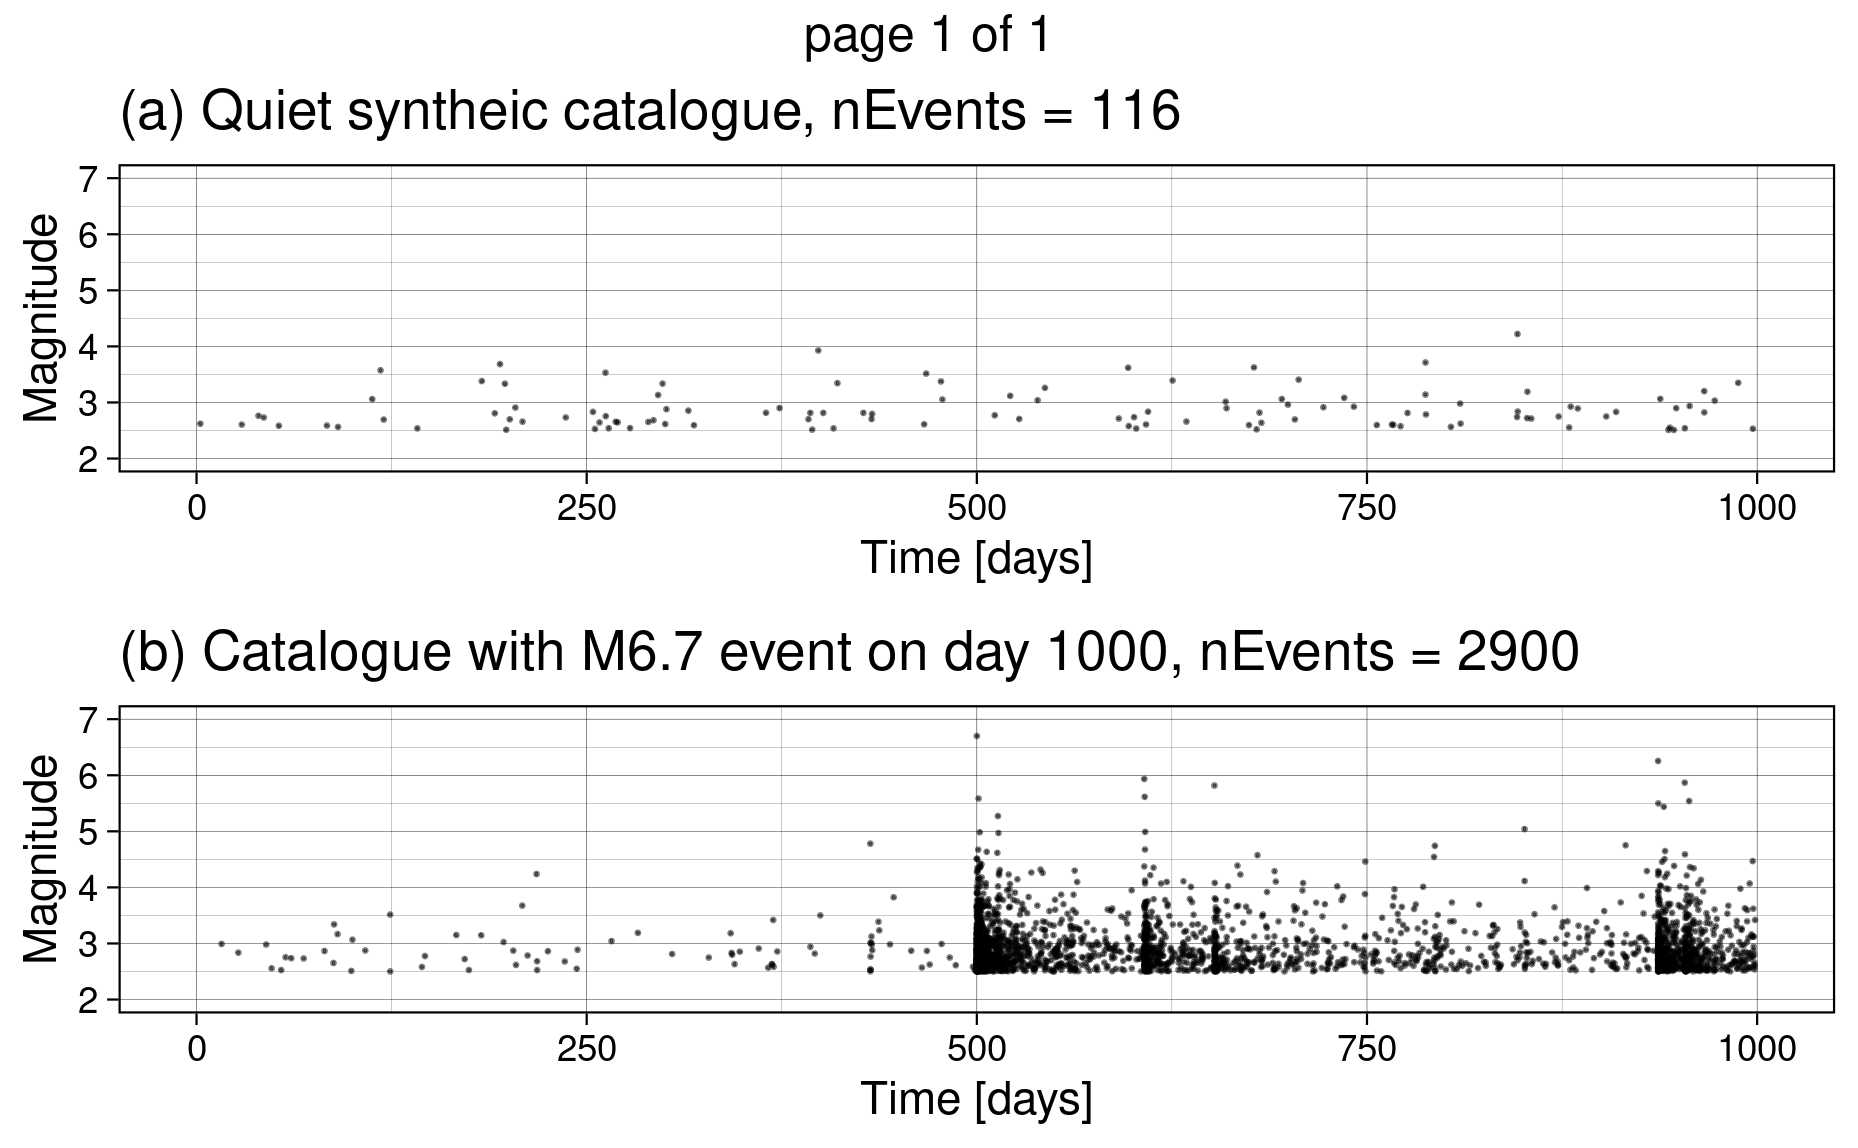 page 1 of 1
(a) Quiet syntheic catalogue, nEvents = 116
Magnitude
7
6
5
4
3
2
0 250 500 750 1000
Time [days]
(b) Catalogue with M6.7 event on day 1000, nEvents = 2900
Magnitude
7
6
5
4
3
2
0 250 500 750 1000
Time [days]